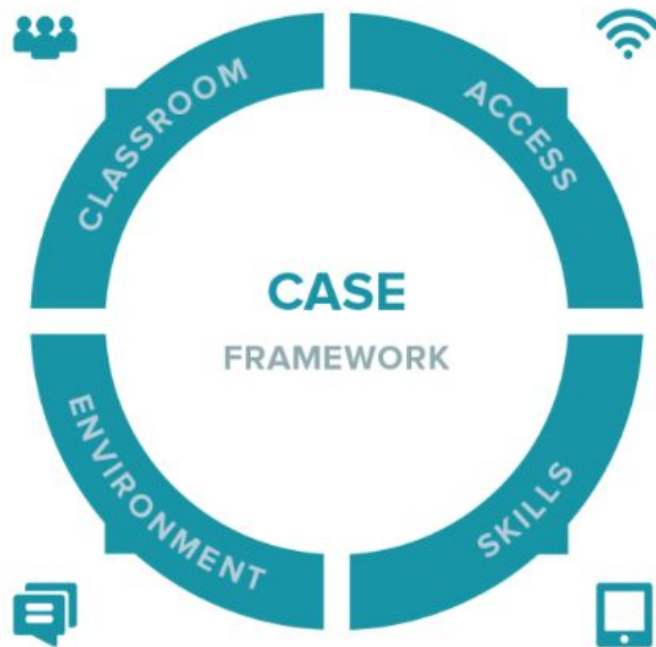 CLASSROOM
ACCESS
CASE
FRAMEWORK
ENVIRONMENT
SKILLS